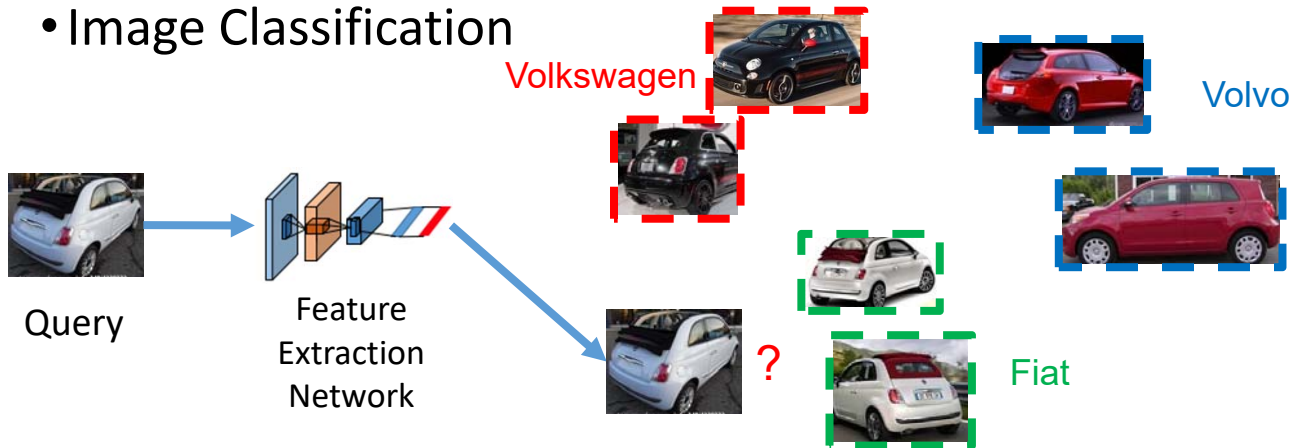 • Image Classification
Volkswagen
Volvo
Query
Feature
Extraction
Network
?
Fiat